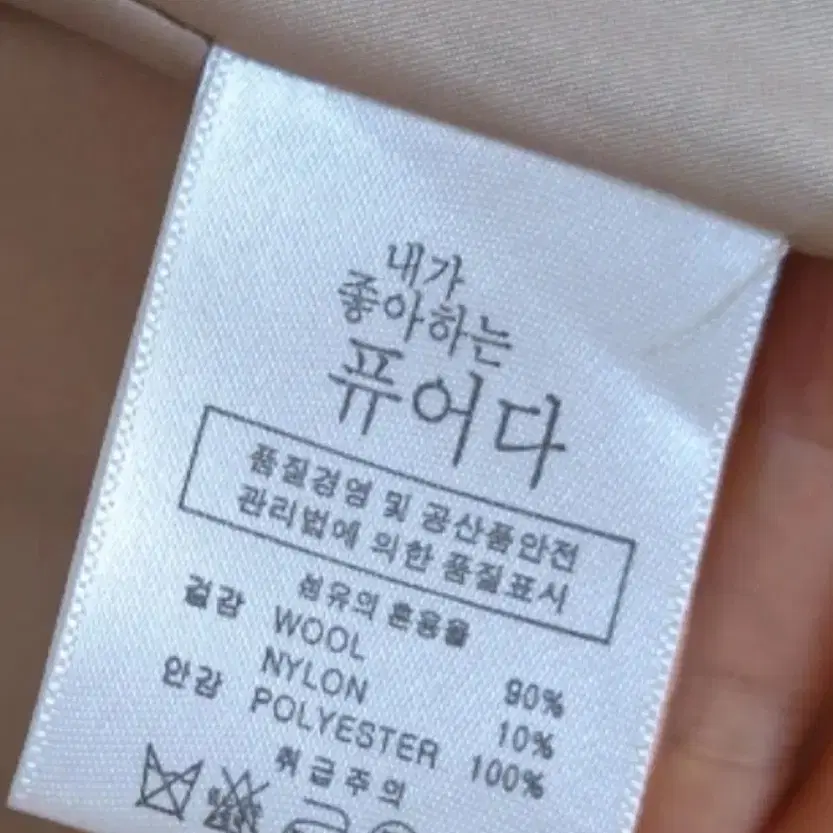 내가
좋아하는
퓨어다
품질경영 및 공산품안전
관리법에 의한 품질표시
섬유의 혼용율
겉감 WOOL 90%
NYLON 10%
안감 POLYESTER 100%
취급주의